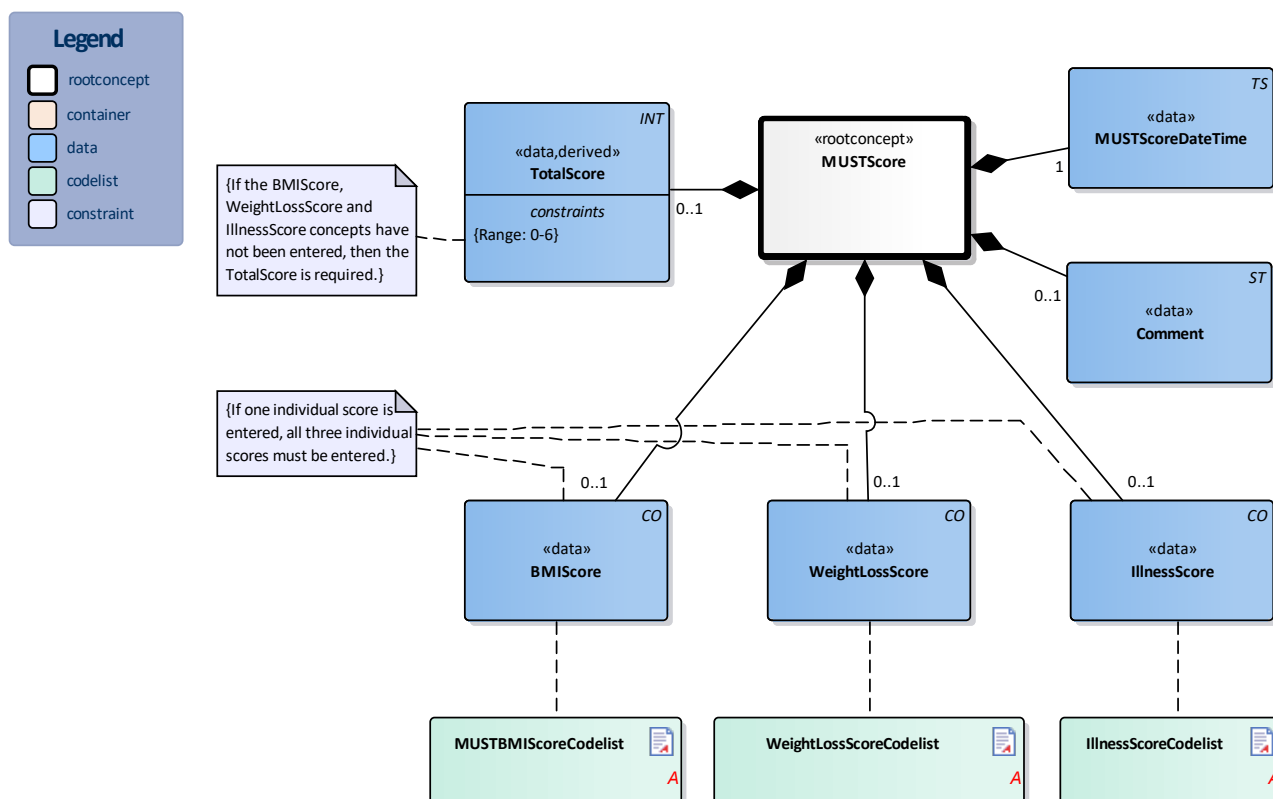 Legend
rootconcept
container
data
codelist
constraint
{If the BMIScore,
WeightLossScore and
IllnessScore concepts have
not been entered, then the
TotalScore is required.}
INT
«data,derived»
TotalScore
constraints
{Range: 0-6}
0..1
«rootconcept»
MUSTScore
TS
«data»
MUSTScoreDateTime
1
ST
«data»
Comment
0..1
{If one individual score is
entered, all three individual
scores must be entered.}
0..1
0..1
0..1
CO
«data»
BMIScore
CO
«data»
WeightLossScore
CO
«data»
IllnessScore
MUSTBMIScoreCodelist
A
WeightLossScoreCodelist
A
IllnessScoreCodelist
A